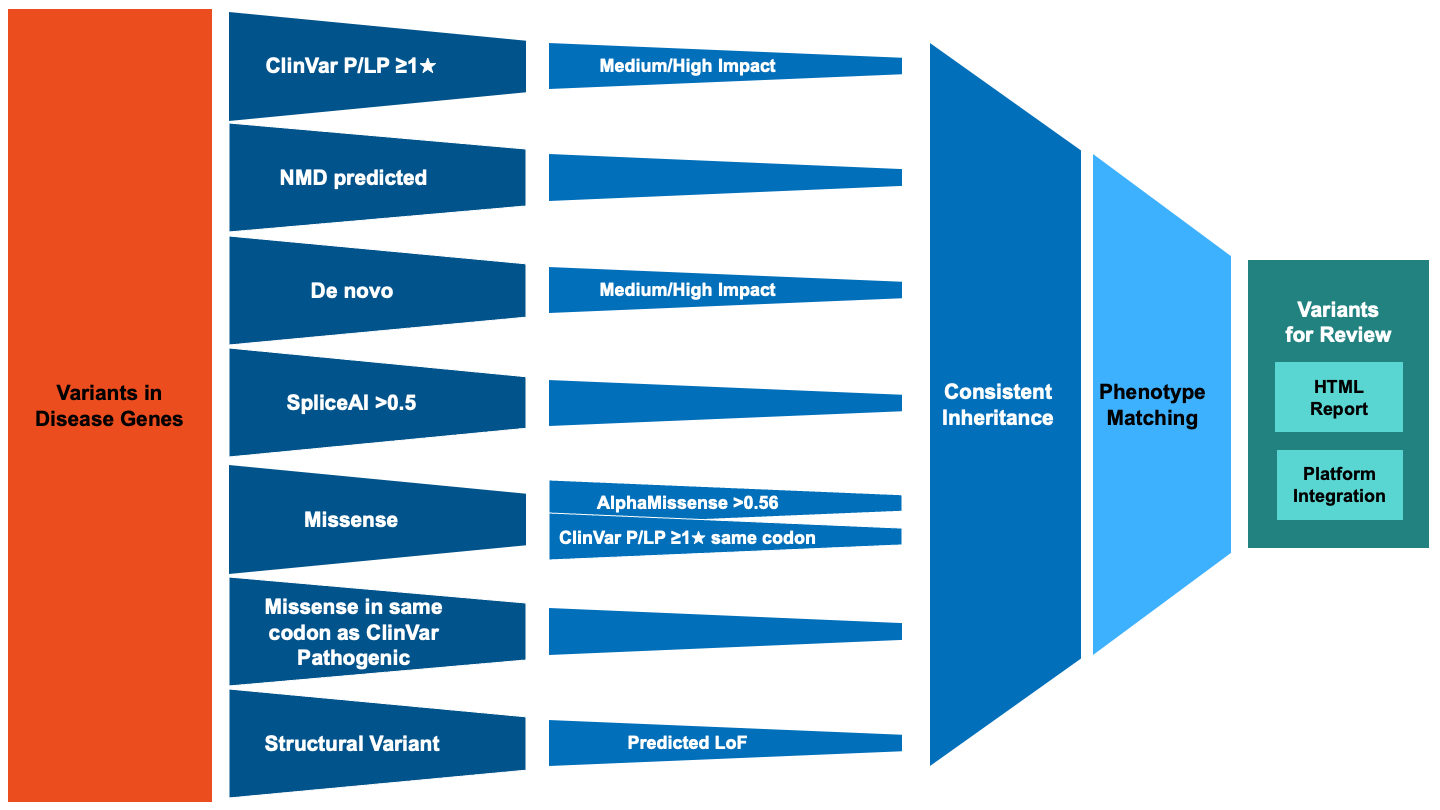 Variants in
Disease Genes
ClinVar P/LP ≥1★
Medium/High Impact
NMD predicted
De novo
Medium/High Impact
SpliceAI >0.5
Missense
AlphaMissense >0.56
ClinVar P/LP ≥1★ same codon
Missense in same
codon as ClinVar
Pathogenic
Structural Variant
Predicted LoF
Consistent
Inheritance
Phenotype
Matching
Variants
for Review
HTML
Report
Platform
Integration